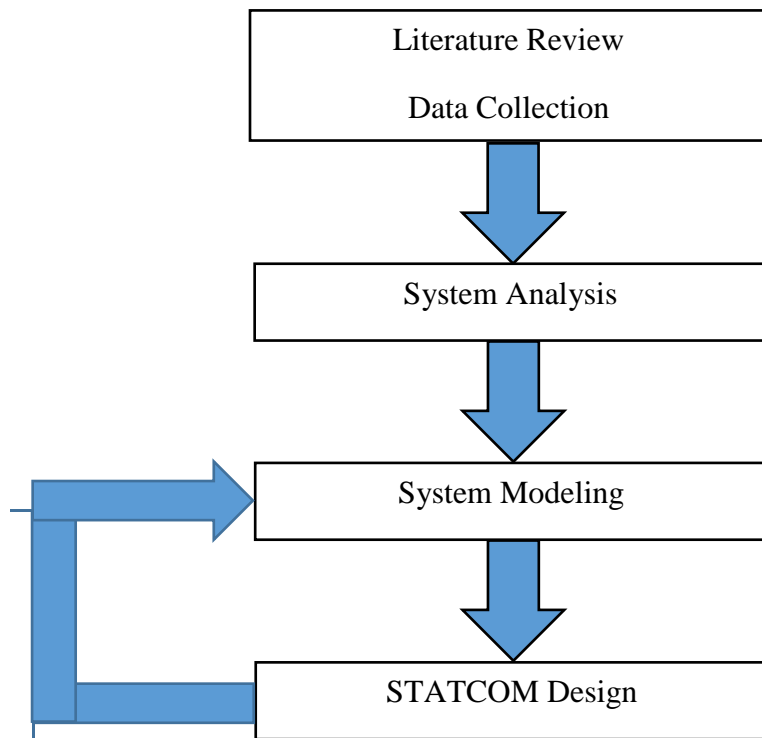 Literature Review
Data Collection
System Analysis
System Modeling
STATCOM Design